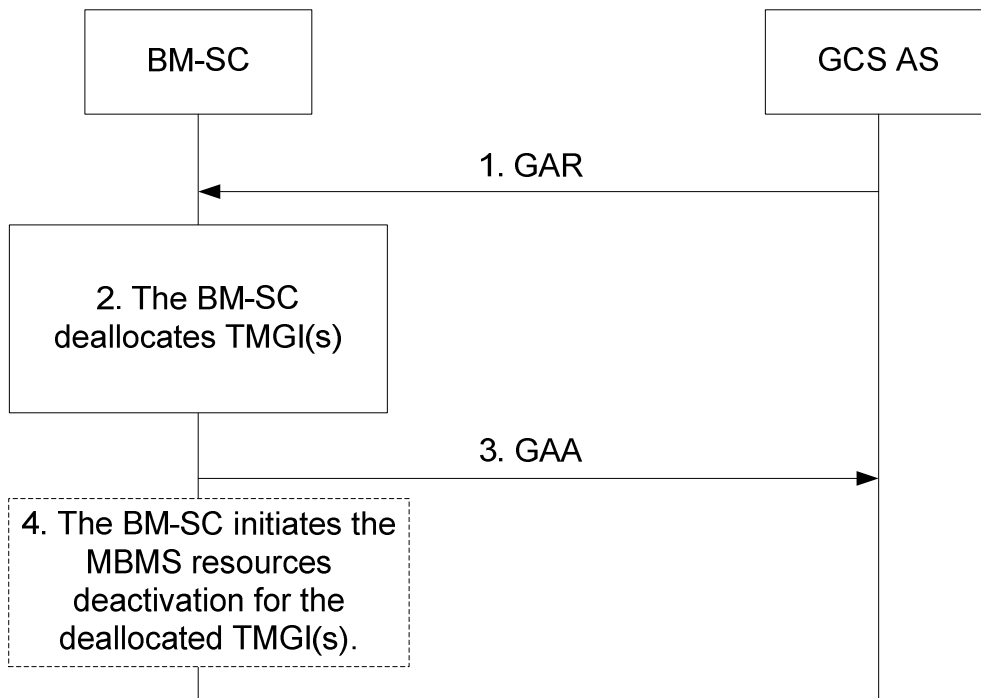 BM-SC
GCS AS
1. GAR
2. The BM-SC
deallocates TMGI(s)
3. GAA
4. The BM-SC initiates the
MBMS resources
deactivation for the
deallocated TMGI(s).